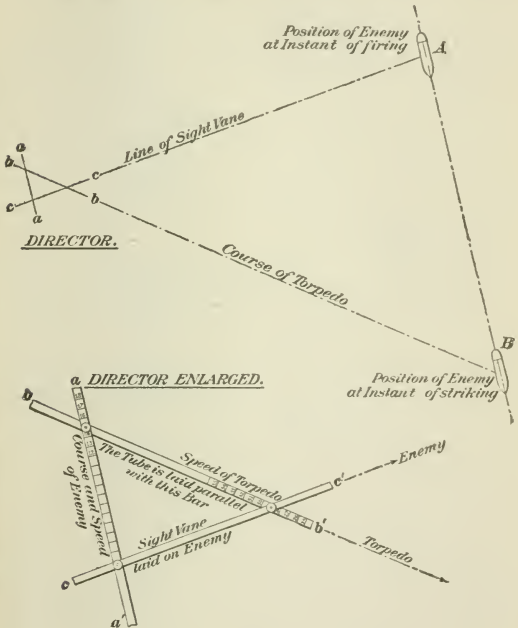 Position of Enemy
at Instant of firing
A
Line of Sight Vane
a
b
c
c
b
a
DIRECTOR.
Course of Torpedo
B
Position of Enemy
at Instant of striking
DIRECTOR ENLARGED.
a
b
Course and Speed
of Enemy
Speed of Torpedo
The Tube is laid parallel
with this Bar
Enemy
c'
Sight Vane
laid on Enemy
b'
Torpedo
c
a'